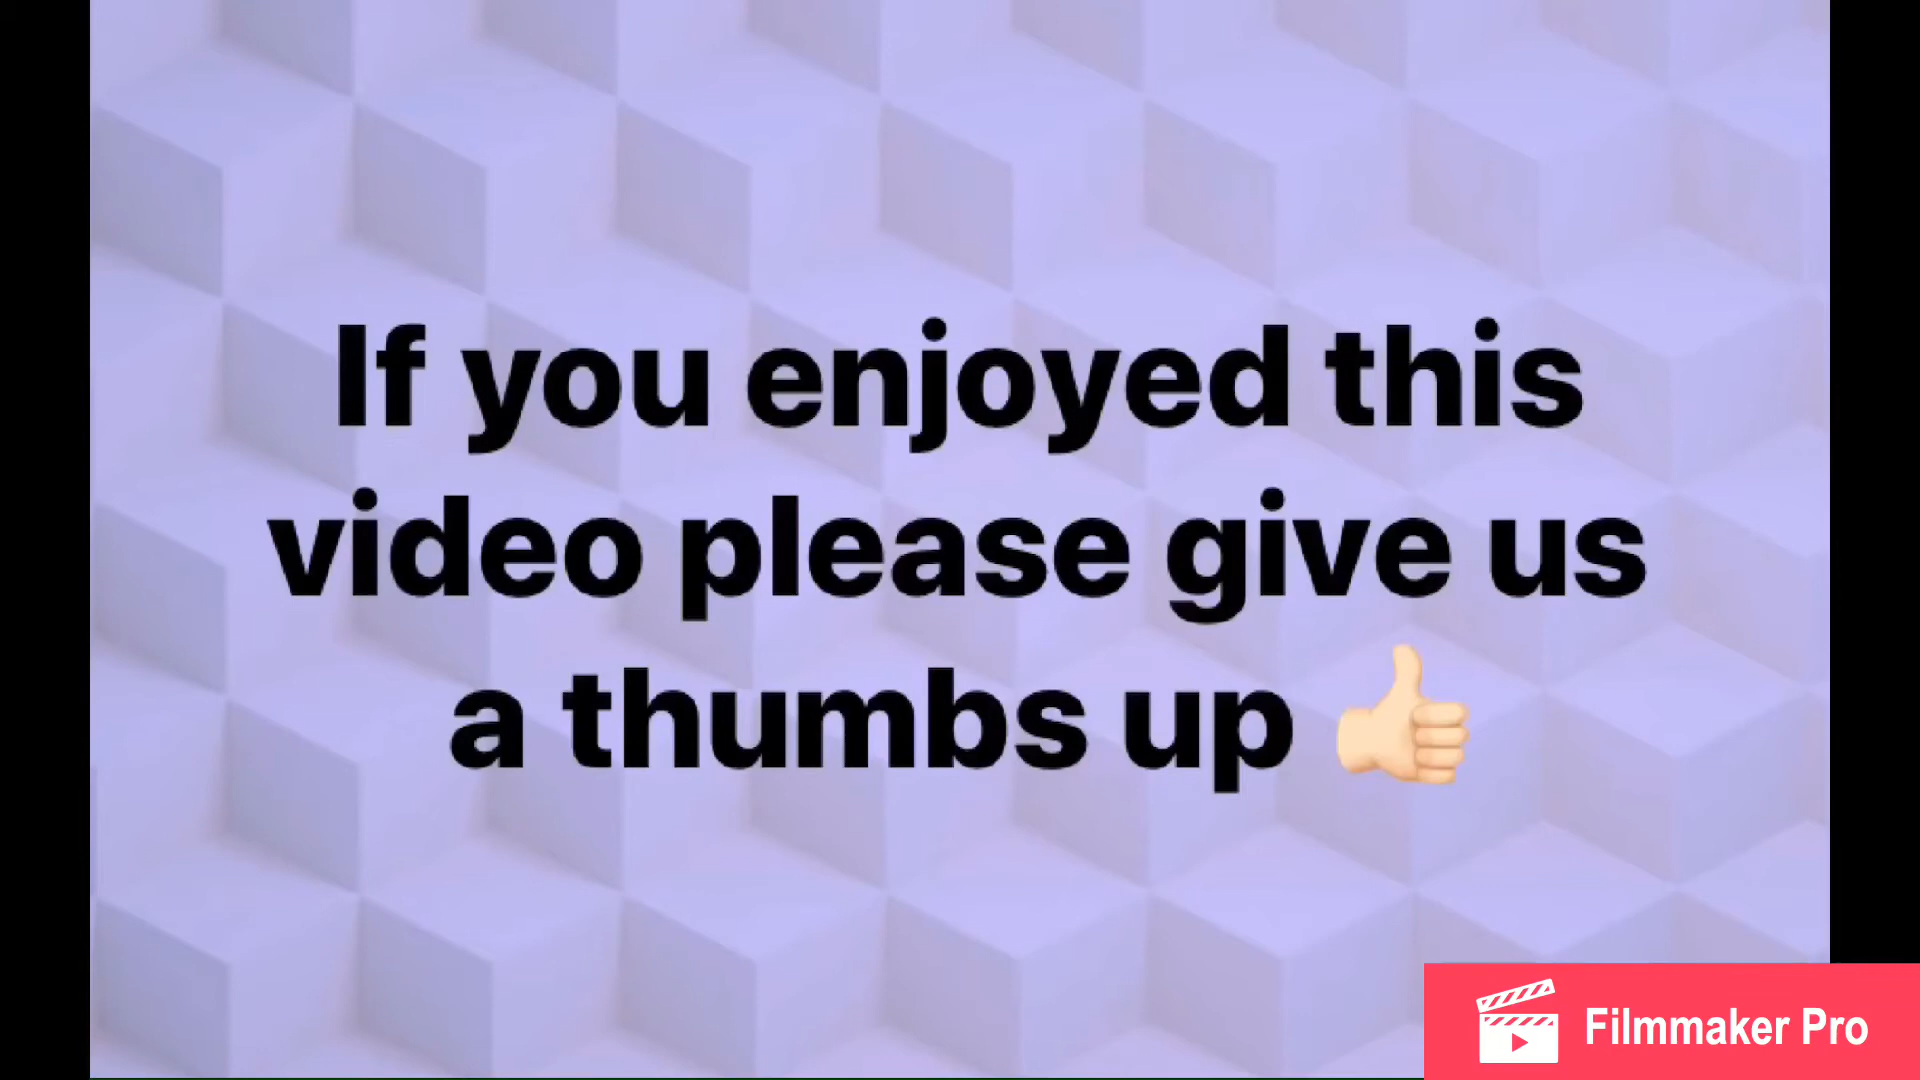 If you enjoyed this
video please give us
a thumbs up 👍🏻
Filmmaker Pro